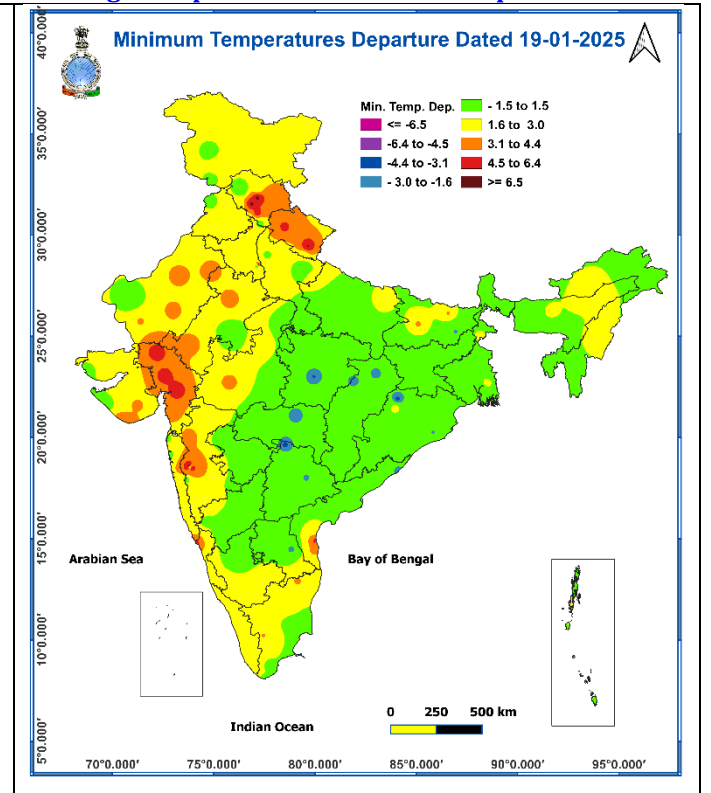 Minimum Temperatures Departure Dated 19-01-2025
Min. Temp. Dep.
<= -6.5
-6.4 to -4.5
-4.4 to -3.1
- 3.0 to -1.6
- 1.5 to 1.5
1.6 to 3.0
3.1 to 4.4
4.5 to 6.4
>= 6.5
40°0.000'
35°0.000'
30°0.000'
25°0.000'
20°0.000'
15°0.000'
10°0.000'
5°0.000'
Arabian Sea
Bay of Bengal
Indian Ocean
0 250 500 km
70°0.000' 75°0.000' 80°0.000' 85°0.000' 90°0.000' 95°0.000'